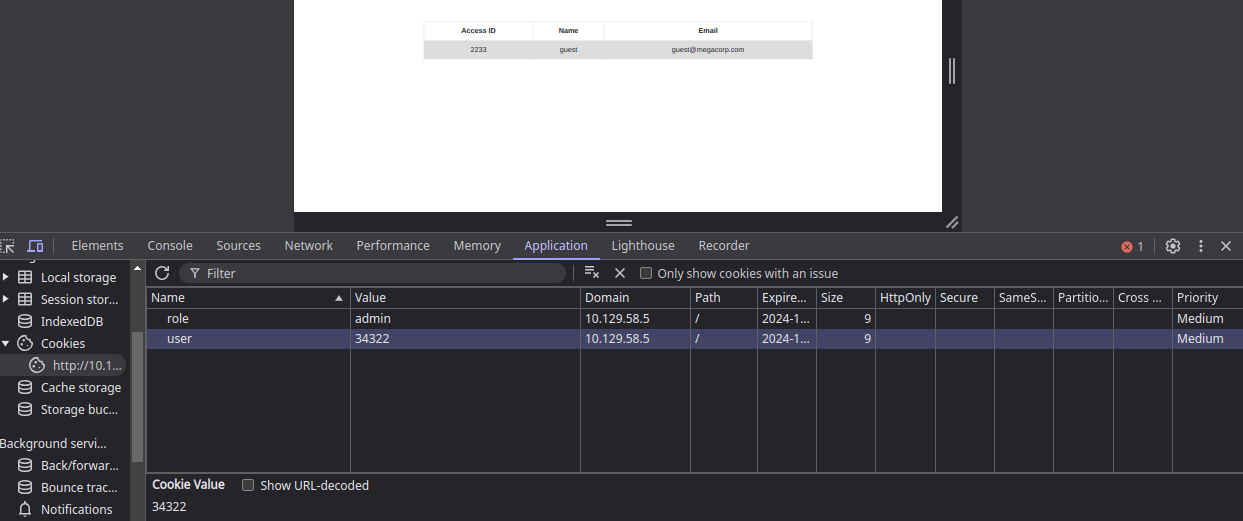 Access ID Name Email
2233 guest guest@megacorp.com
Elements Console Sources Network Performance Memory Application Lighthouse Recorder 1
Local storage Filter Only show cookies with an issue
Session stor... Name Value Domain Path Expire... Size HttpOnly Secure SameS... Partitio... Cross ... Priority
IndexedDB role admin 10.129.58.5 / 2024-1... 9 Medium
Cookies user 34322 10.129.58.5 / 2024-1... 9 Medium
http://10.1...
Cache storage
Storage buc...
Background servi...
Back/forwar...
Bounce trac... Cookie Value Show URL-decoded
Notifications 34322